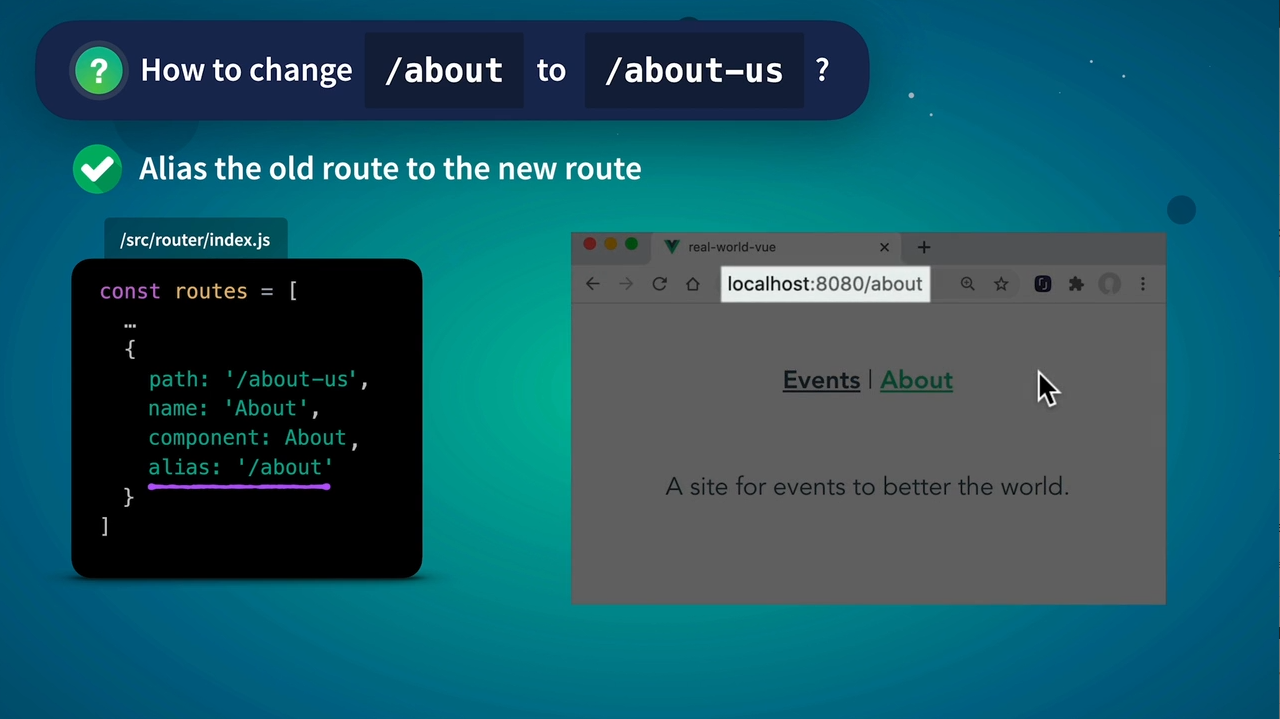 ? How to change /about to /about-us ?
Alias the old route to the new route
/src/router/index.js
const routes = [
…
{
path: '/about-us',
name: 'About',
component: About,
alias: '/about'
}
]
real-world-vue
localhost:8080/about
Events | About
A site for events to better the world.